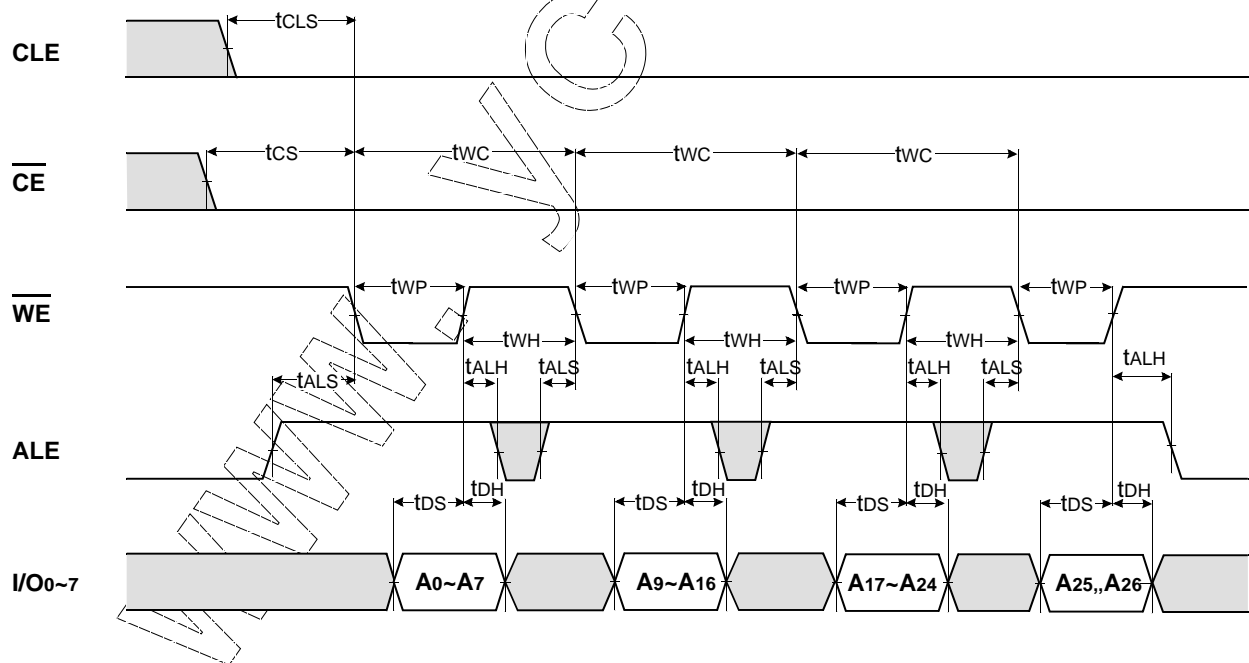 tCLS
CLE
tCS tWC tWC tWC
CE
tWP tWP tWP tWP
WE
tWH tWH tWH
tALS tALH tALS tALH tALS tALH tALS tALH
ALE
tDS tDH tDS tDH tDS tDH tDS tDH
I/O0~7 A0~A7 A9~A16 A17~A24 A25,,A26
www.yc